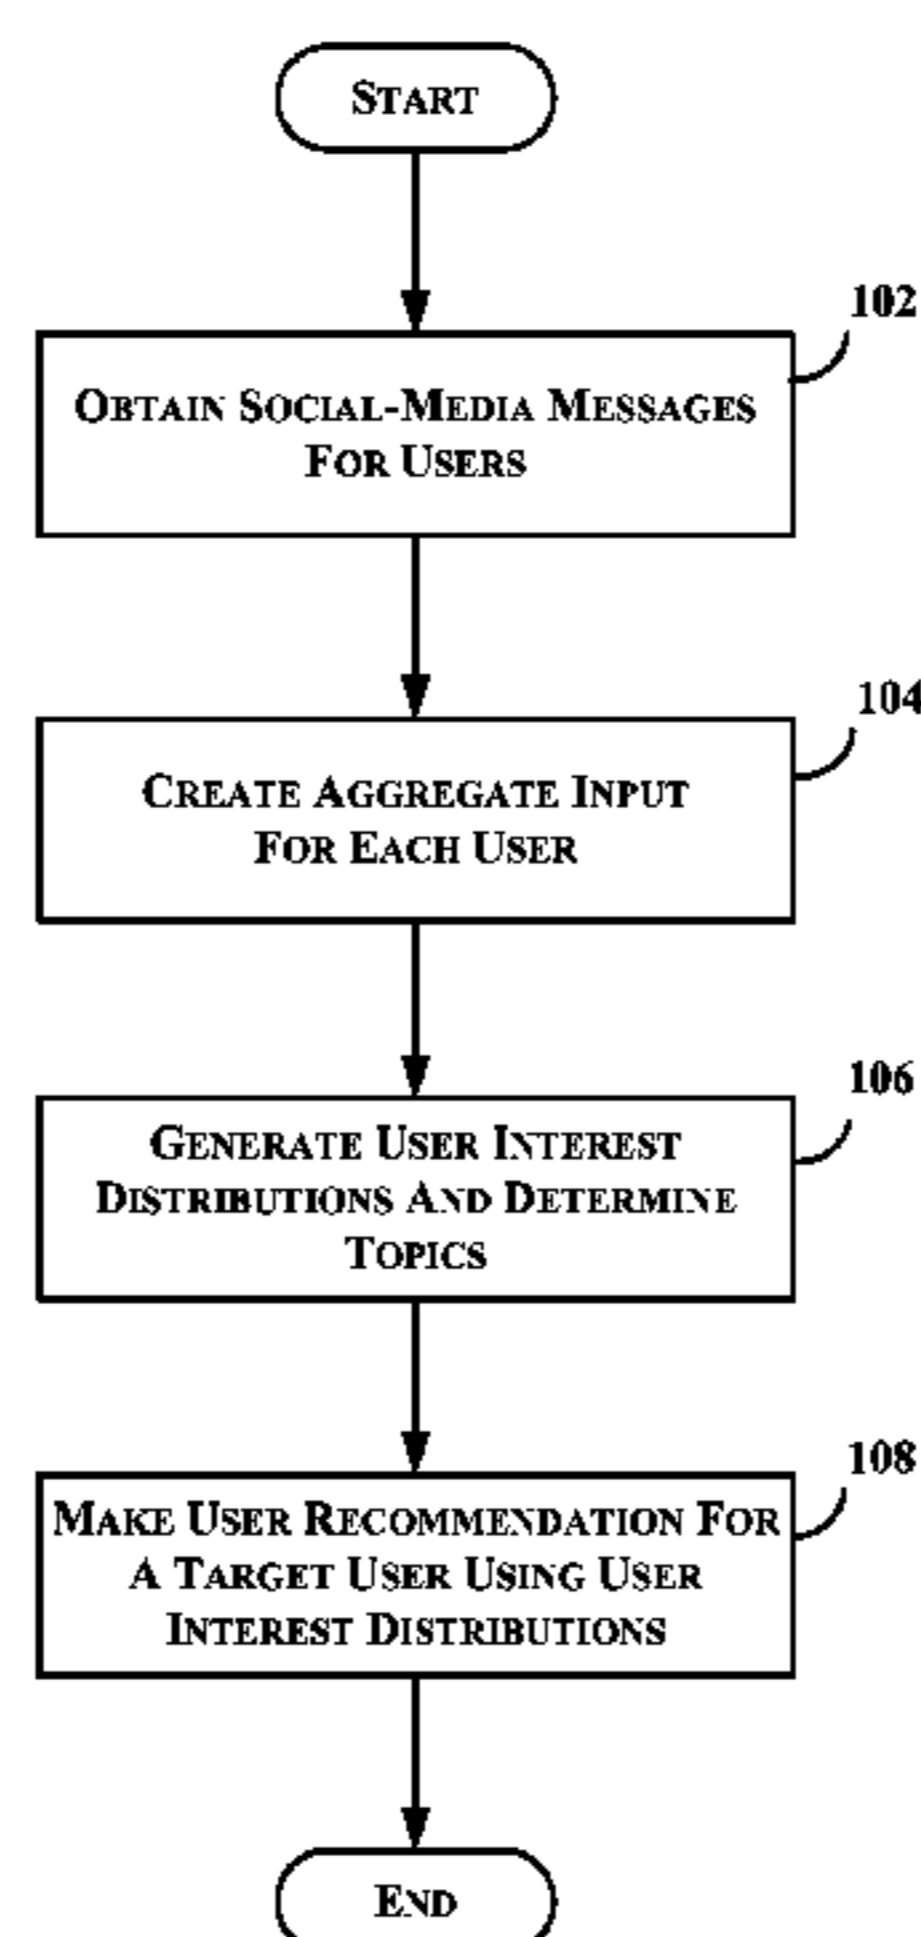 START
102
OBTAIN SOCIAL-MEDIA MESSAGES
FOR USERS
104
CREATE AGGREGATE INPUT
FOR EACH USER
106
GENERATE USER INTEREST
DISTRIBUTIONS AND DETERMINE
TOPICS
108
MAKE USER RECOMMENDATION FOR
A TARGET USER USING USER
INTEREST DISTRIBUTIONS
END